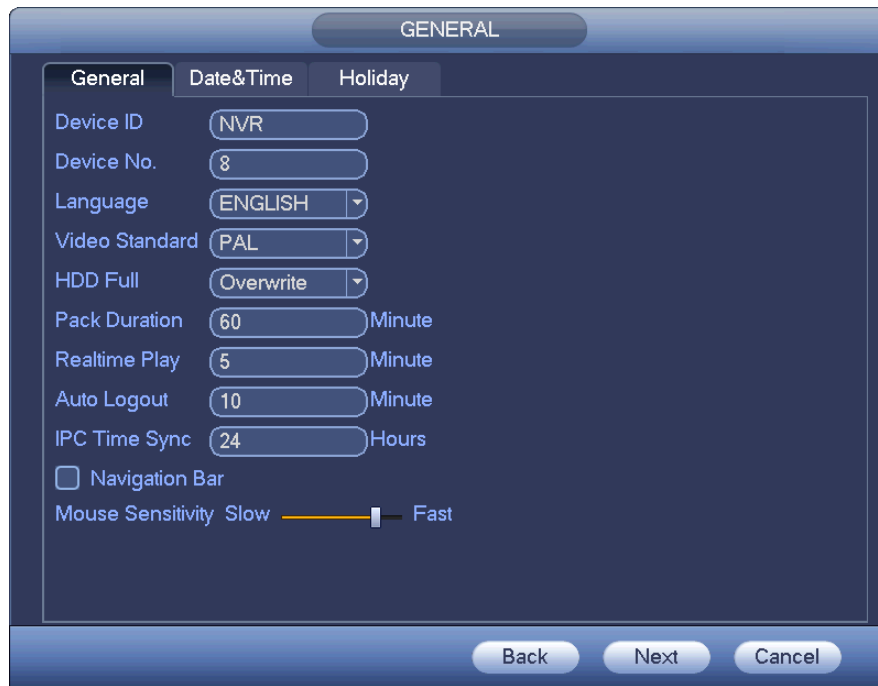 GENERAL
General Date&Time Holiday
Device ID NVR
Device No. 8
Language ENGLISH
Video Standard PAL
HDD Full Overwrite
Pack Duration 60 Minute
Realtime Play 5 Minute
Auto Logout 10 Minute
IPC Time Sync 24 Hours
Navigation Bar
Mouse Sensitivity Slow Fast
Back Next Cancel